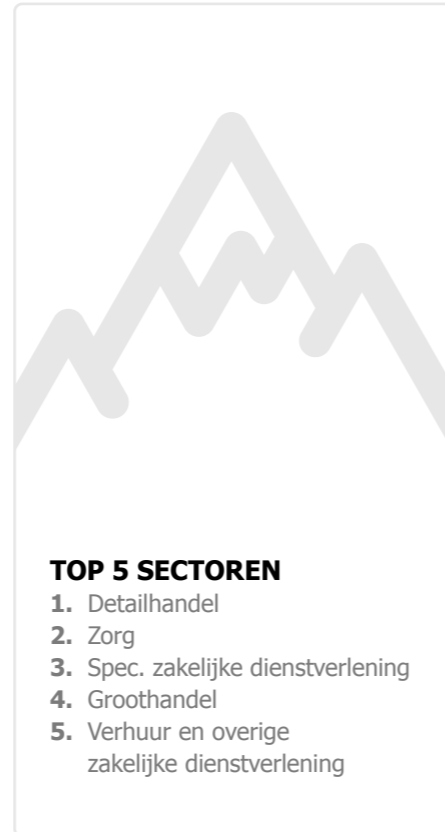 TOP 5 SECTOREN
1. Detailhandel
2. Zorg
3. Spec. zakelijke dienstverlening
4. Groothandel
5. Verhuur en overige
zakelijke dienstverlening